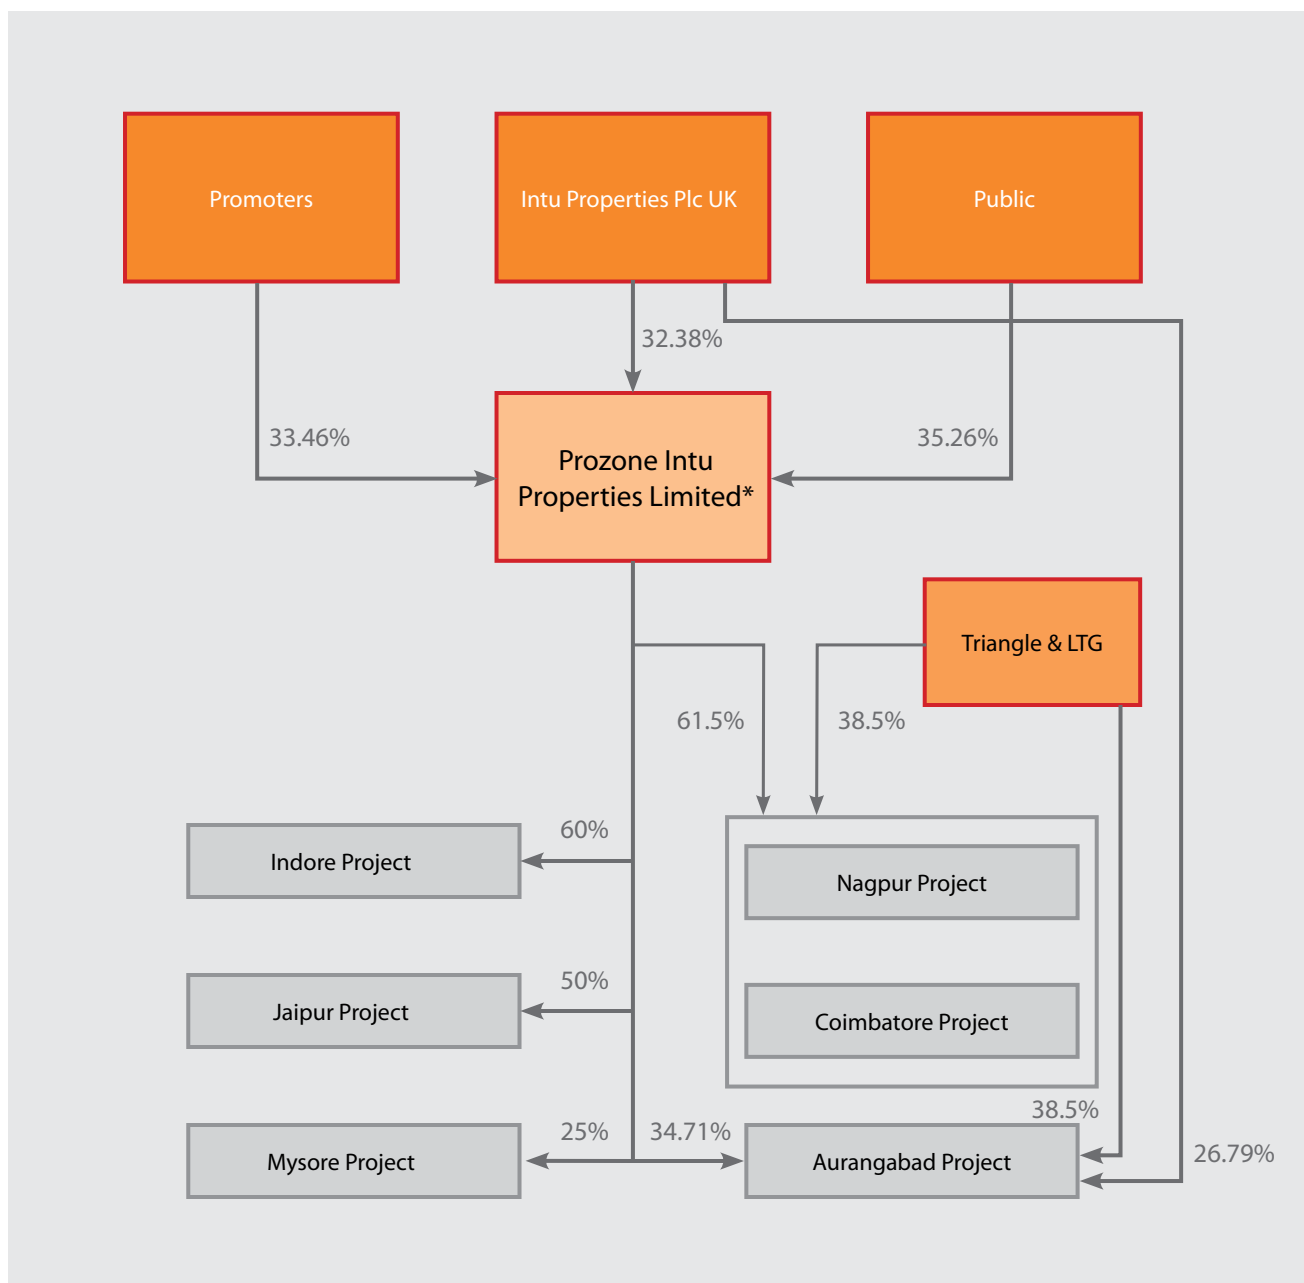 Promoters
Intu Properties Plc UK
Public
32.38%
33.46%
35.26%
Prozone Intu
Properties Limited*
Triangle & LTG
61.5%
38.5%
60%
Indore Project
Nagpur Project
50%
Jaipur Project
Coimbatore Project
38.5%
25%
34.71%
Mysore Project
Aurangabad Project
26.79%